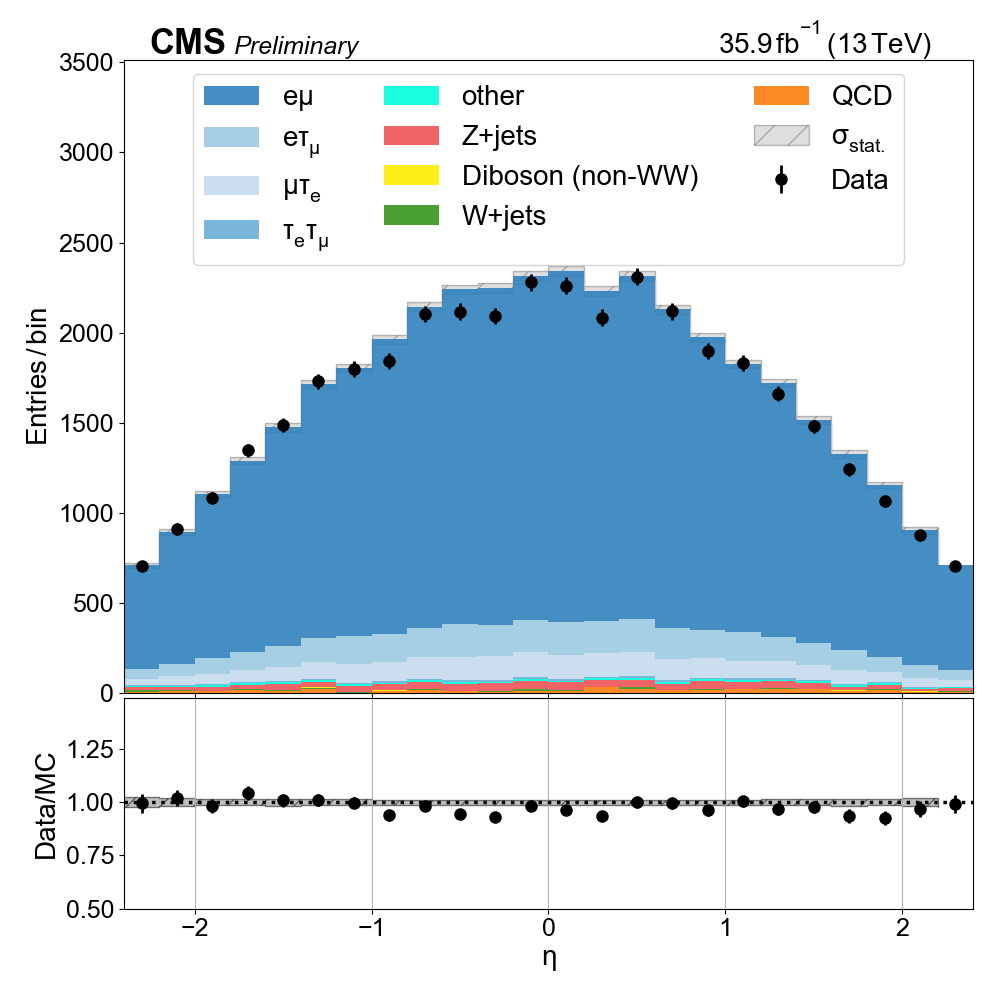 CMS Preliminary 35.9 fb⁻¹ (13 TeV)
3500
3000
2500
2000
1500
1000
500
0
Entries / bin
eμ
eτμ
μτe
τeτμ
other
Z+jets
Diboson (non-WW)
W+jets
QCD
σstat.
Data
1.25
1.00
0.75
0.50
Data/MC
−2 −1 0 1 2
η